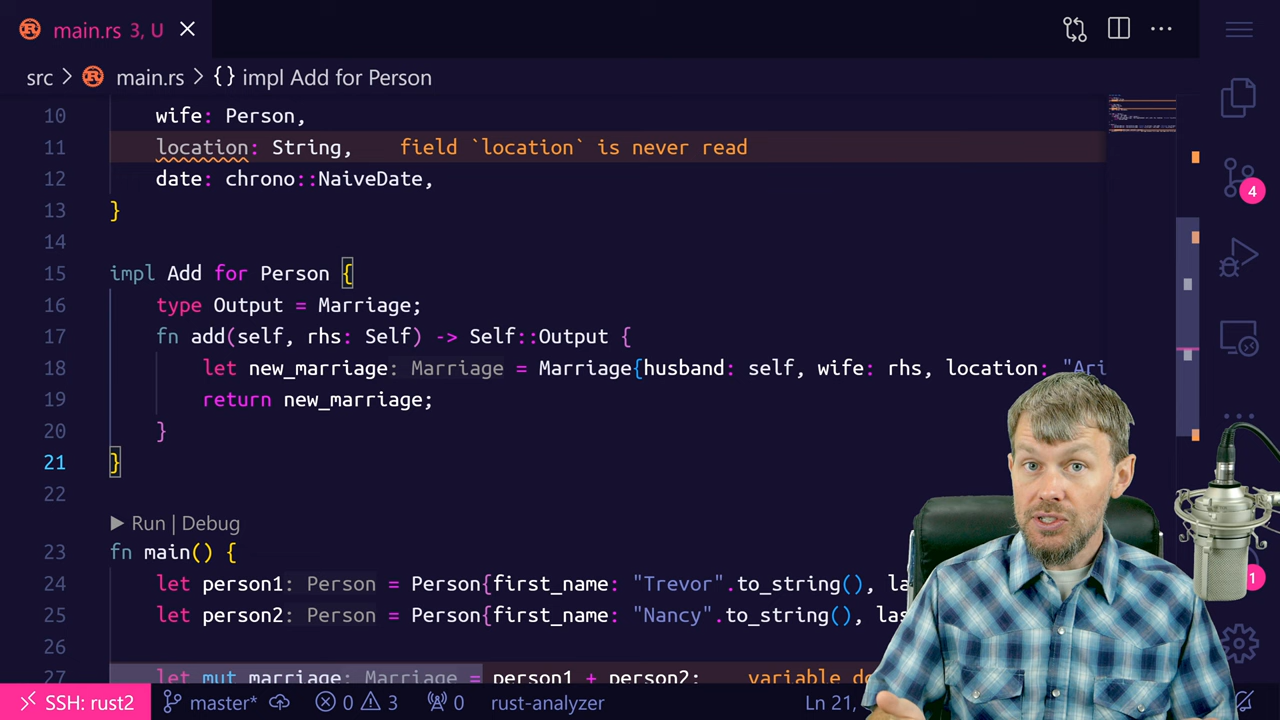 main.rs 3, U
src > main.rs > {} impl Add for Person
10 wife: Person,
11 location: String, field `location` is never read
12 date: chrono::NaiveDate,
13 }
14
15 impl Add for Person {
16 type Output = Marriage;
17 fn add(self, rhs: Self) -> Self::Output {
18 let new_marriage: Marriage = Marriage{husband: self, wife: rhs, location: "Ari
19 return new_marriage;
20 }
21 }
22
Run | Debug
23 fn main() {
24 let person1: Person = Person{first_name: "Trevor".to_string(), la
25 let person2: Person = Person{first_name: "Nancy".to_string(), las
26
27 let mut marriage: Marriage = person1 + person2; variable do
4
1
SSH: rust2 master* 0 3 0 rust-analyzer Ln 21,